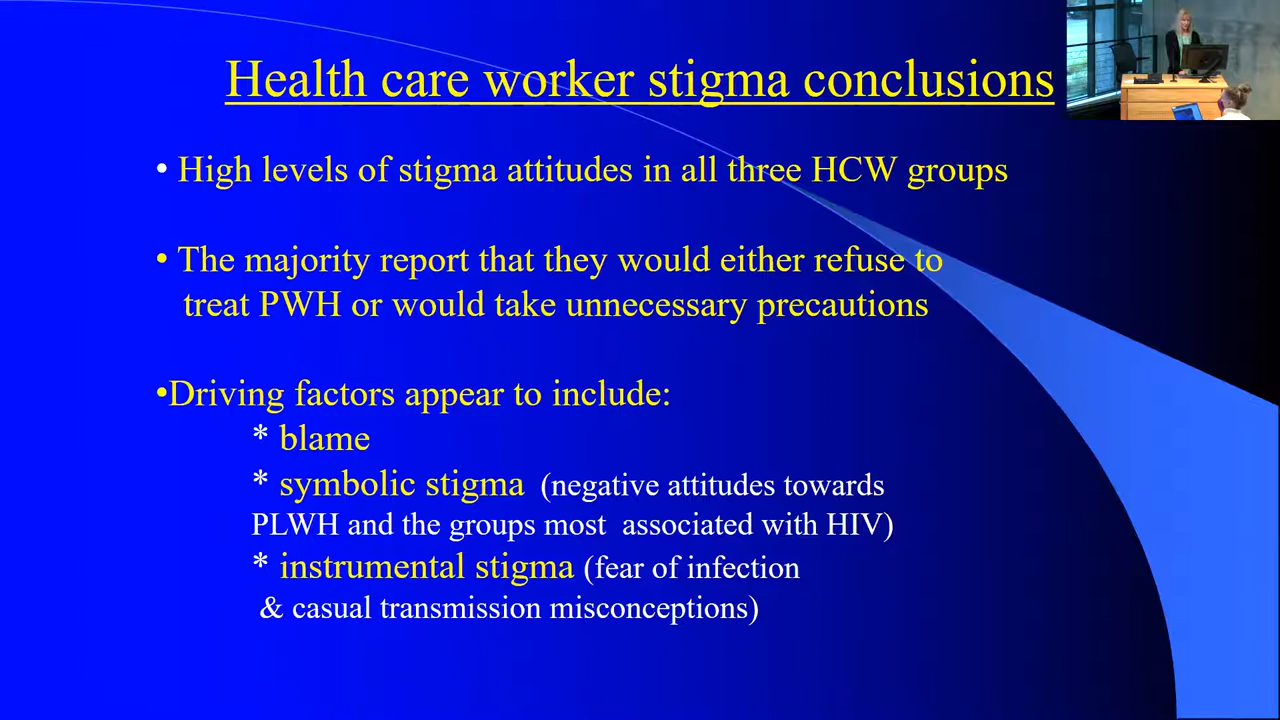 Health care worker stigma conclusions
• High levels of stigma attitudes in all three HCW groups
• The majority report that they would either refuse to
treat PWH or would take unnecessary precautions
•Driving factors appear to include:
* blame
* symbolic stigma (negative attitudes towards
PLWH and the groups most associated with HIV)
* instrumental stigma (fear of infection
& casual transmission misconceptions)